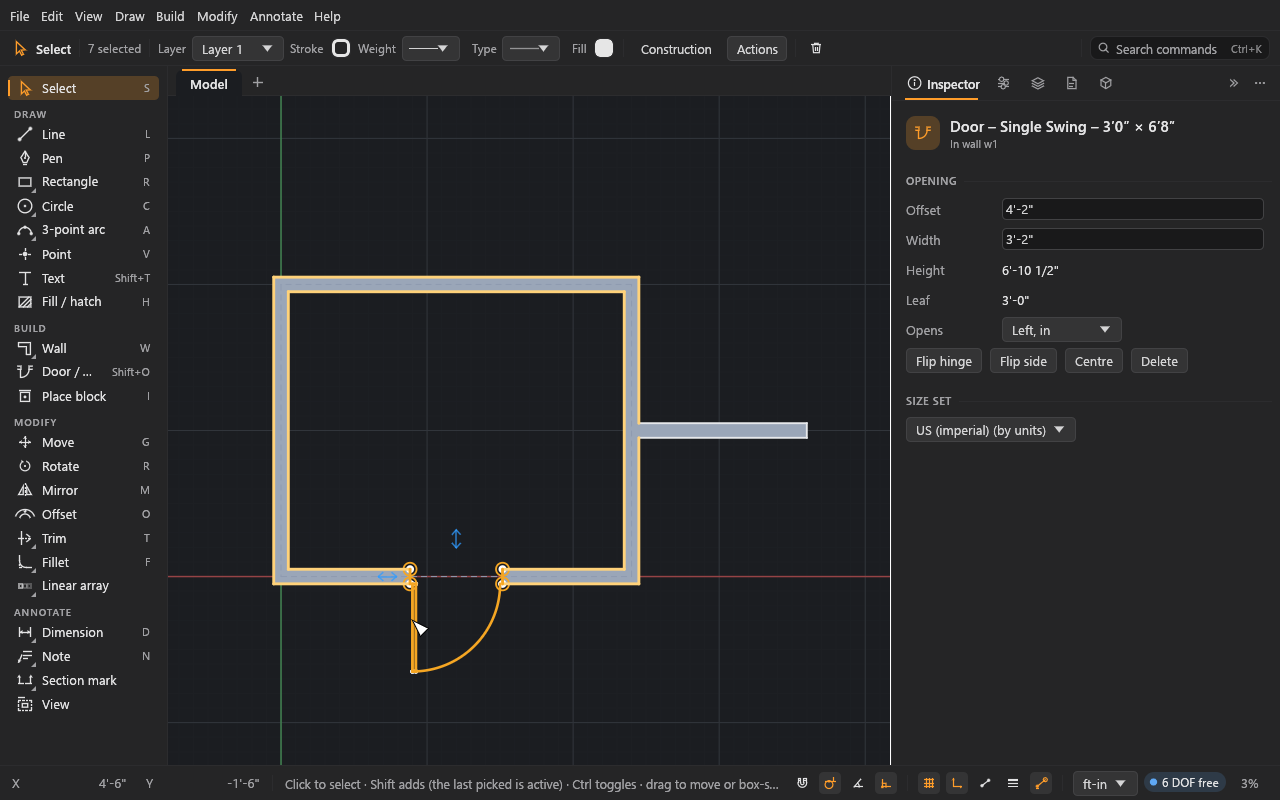 File Edit View Draw Build Modify Annotate Help
Select 7 selected Layer Layer 1 Stroke Weight Type Fill Construction Actions Search commands Ctrl+K
Select S
DRAW
Line L
Pen P
Rectangle R
Circle C
3-point arc A
Point V
Text Shift+T
Fill / hatch H
BUILD
Wall W
Door / ... Shift+O
Place block I
MODIFY
Move G
Rotate R
Mirror M
Offset O
Trim T
Fillet F
Linear array
ANNOTATE
Dimension D
Note N
Section mark
View
Model +
Inspector
Door – Single Swing – 3′0″ × 6′8″
In wall w1
OPENING
Offset 4'-2"
Width 3'-2"
Height 6'-10 1/2"
Leaf 3'-0"
Opens Left, in
Flip hinge Flip side Centre Delete
SIZE SET
US (imperial) (by units)
X 4'-6" Y -1'-6" Click to select · Shift adds (the last picked is active) · Ctrl toggles · drag to move or box-s... ft-in 6 DOF free 3%